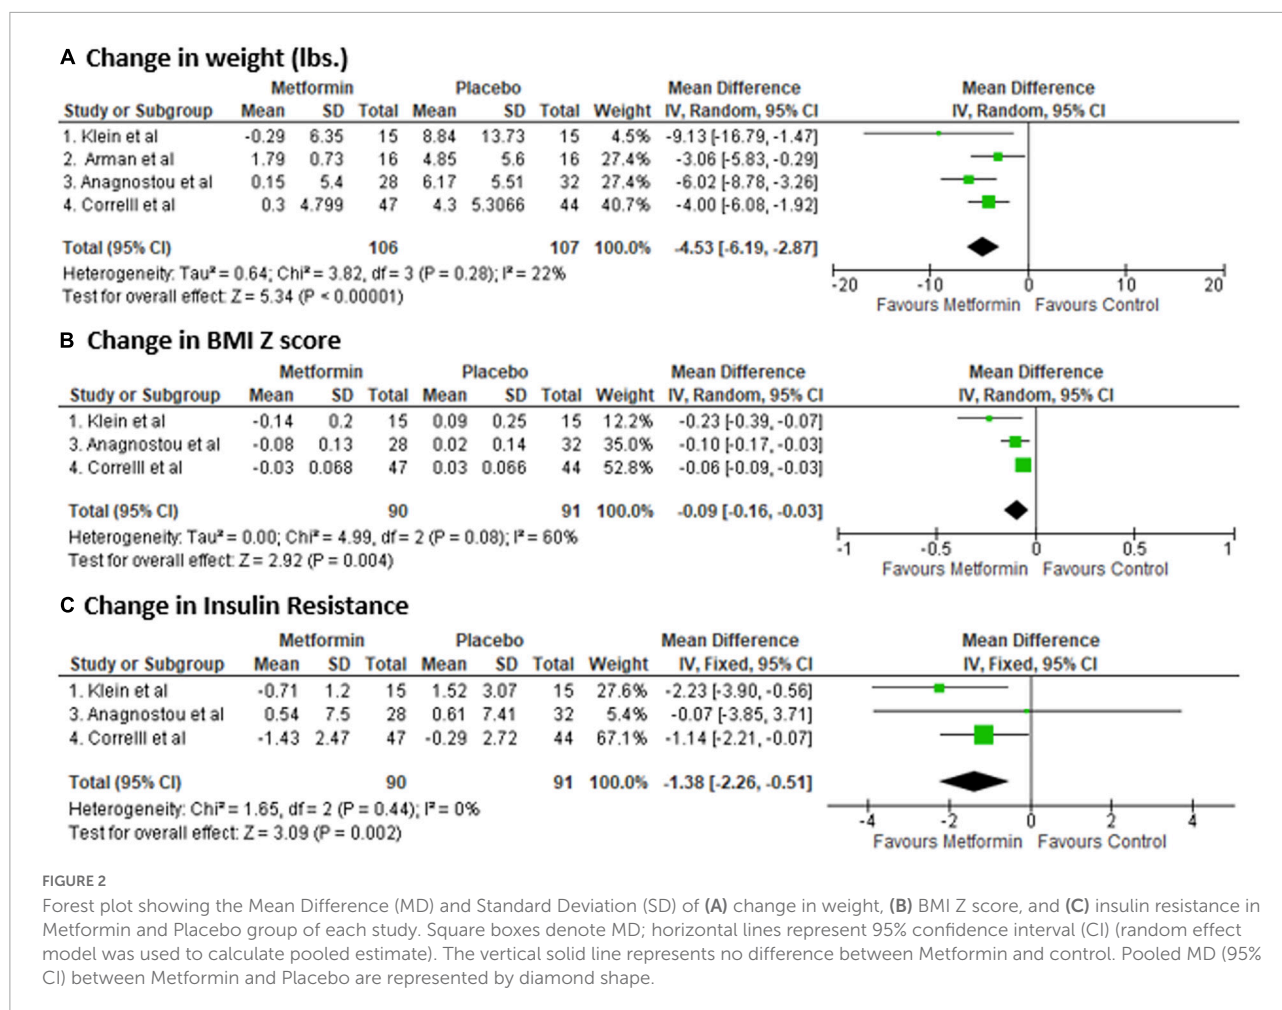 A Change in weight (lbs.)
Metformin Placebo Mean Difference Mean Difference
Study or Subgroup Mean SD Total Mean SD Total Weight IV, Random, 95% CI IV, Random, 95% CI
1. Klein et al -0.29 6.35 15 8.84 13.73 15 4.5% -9.13 [-16.79, -1.47]
2. Arman et al 1.79 0.73 16 4.85 5.6 16 27.4% -3.06 [-5.83, -0.29]
3. Anagnostou et al 0.15 5.4 28 6.17 5.51 32 27.4% -6.02 [-8.78, -3.26]
4. Correlll et al 0.3 4.799 47 4.3 5.3066 44 40.7% -4.00 [-6.08, -1.92]
Total (95% CI) 106 107 100.0% -4.53 [-6.19, -2.87]
Heterogeneity: Tau² = 0.64; Chi² = 3.82, df = 3 (P = 0.28); I² = 22%
Test for overall effect: Z = 5.34 (P < 0.00001)
-20 -10 0 10 20
Favours Metformin Favours Control
B Change in BMI Z score
Metformin Placebo Mean Difference Mean Difference
Study or Subgroup Mean SD Total Mean SD Total Weight IV, Random, 95% CI IV, Random, 95% CI
1. Klein et al -0.14 0.2 15 0.09 0.25 15 12.2% -0.23 [-0.39, -0.07]
3. Anagnostou et al -0.08 0.13 28 0.02 0.14 32 35.0% -0.10 [-0.17, -0.03]
4. Correlll et al -0.03 0.068 47 0.03 0.066 44 52.8% -0.06 [-0.09, -0.03]
Total (95% CI) 90 91 100.0% -0.09 [-0.16, -0.03]
Heterogeneity: Tau² = 0.00; Chi² = 4.99, df = 2 (P = 0.08); I² = 60%
Test for overall effect: Z = 2.92 (P = 0.004)
-1 -0.5 0 0.5 1
Favours Metformin Favours Control
C Change in Insulin Resistance
Metformin Placebo Mean Difference Mean Difference
Study or Subgroup Mean SD Total Mean SD Total Weight IV, Fixed, 95% CI IV, Fixed, 95% CI
1. Klein et al -0.71 1.2 15 1.52 3.07 15 27.6% -2.23 [-3.90, -0.56]
3. Anagnostou et al 0.54 7.5 28 0.61 7.41 32 5.4% -0.07 [-3.85, 3.71]
4. Correlll et al -1.43 2.47 47 -0.29 2.72 44 67.1% -1.14 [-2.21, -0.07]
Total (95% CI) 90 91 100.0% -1.38 [-2.26, -0.51]
Heterogeneity: Chi² = 1.65, df = 2 (P = 0.44); I² = 0%
Test for overall effect: Z = 3.09 (P = 0.002)
-4 -2 0 2 4
Favours Metformin Favours Control
FIGURE 2
Forest plot showing the Mean Difference (MD) and Standard Deviation (SD) of (A) change in weight, (B) BMI Z score, and (C) insulin resistance in
Metformin and Placebo group of each study. Square boxes denote MD; horizontal lines represent 95% confidence interval (CI) (random effect
model was used to calculate pooled estimate). The vertical solid line represents no difference between Metformin and control. Pooled MD (95%
CI) between Metformin and Placebo are represented by diamond shape.